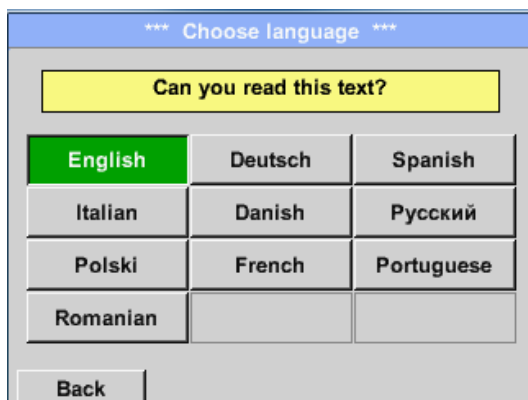 *** Choose language ***
Can you read this text?
English Deutsch Spanish
Italian Danish Русский
Polski French Portuguese
Romanian
Back